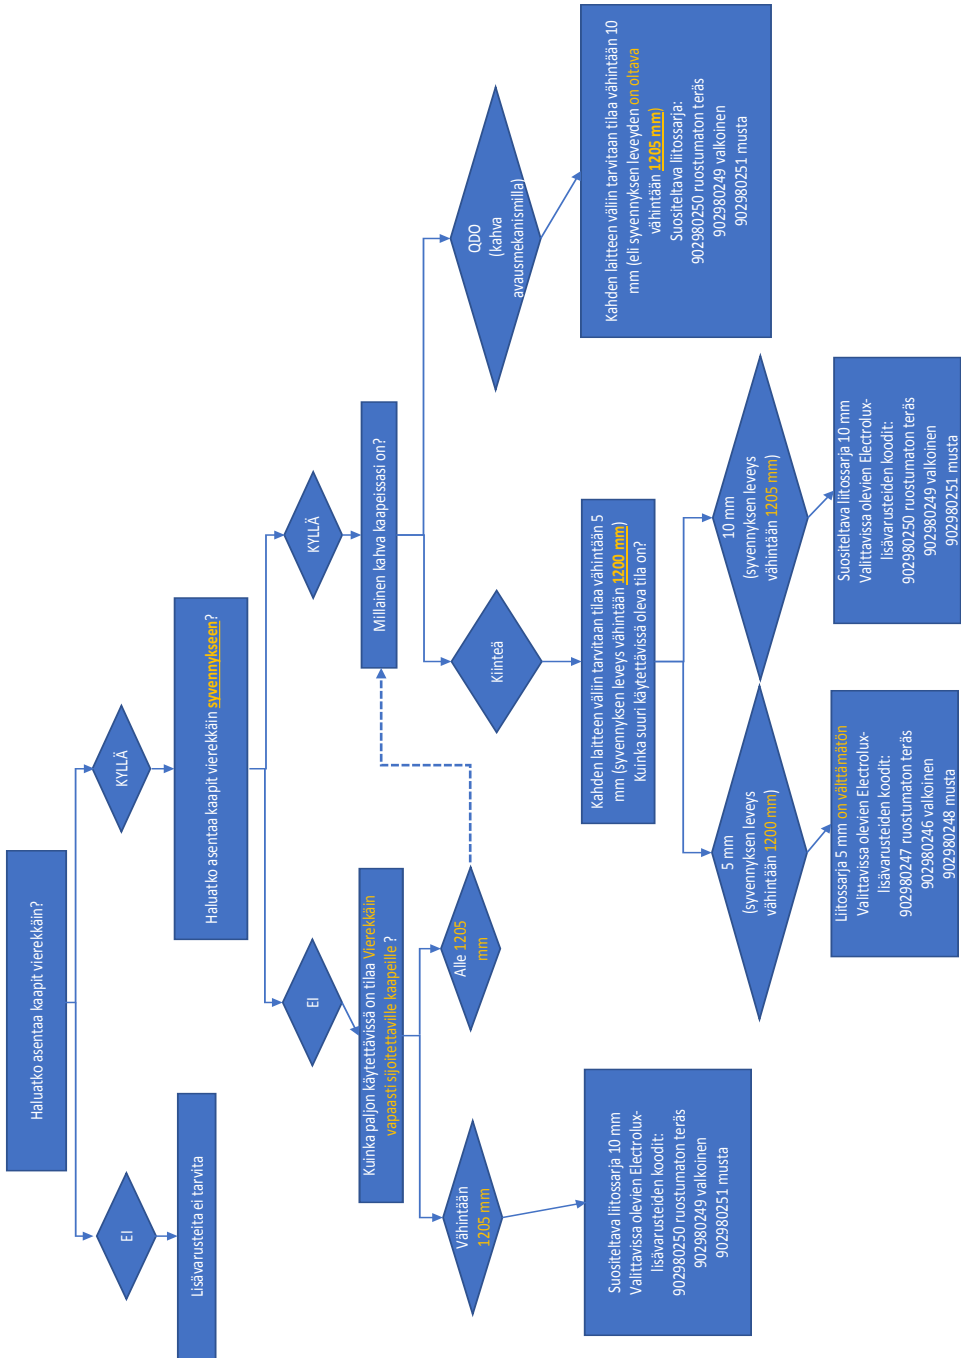 Haluatko asentaa kaapit vierekkäin?
EI
KYLLÄ
Lisävarusteita ei tarvita
Haluatko asentaa kaapit vierekkäin syvennykseen?
EI
KYLLÄ
Kuinka paljon käytettävissä on tilaa Vierekkäin
vapaasti sijoitettaville kaapeille ?
Millainen kahva kaapeissasi on?
Vähintään
1205 mm
Alle 1205
mm
Kiinteä
QDO
(kahva
avausmekanismilla)
Suositeltava liitossarja 10 mm
Valittavissa olevien Electrolux-
lisävarusteiden koodit:
902980250 ruostumaton teräs
902980249 valkoinen
902980251 musta
Kahden laitteen väliin tarvitaan tilaa vähintään 5
mm (syvennyksen leveys vähintään 1200 mm)
Kuinka suuri käytettävissä oleva tila on?
Kahden laitteen väliin tarvitaan tilaa vähintään 10
mm (eli syvennyksen leveyden on oltava
vähintään 1205 mm)
Suositeltava liitossarja:
902980250 ruostumaton teräs
902980249 valkoinen
902980251 musta
5 mm
(syvennyksen leveys
vähintään 1200 mm)
10 mm
(syvennyksen leveys
vähintään 1205 mm)
Liitossarja 5 mm on välttämätön
Valittavissa olevien Electrolux-
lisävarusteiden koodit:
902980247 ruostumaton teräs
902980246 valkoinen
902980248 musta
Suositeltava liitossarja 10 mm
Valittavissa olevien Electrolux-
lisävarusteiden koodit:
902980250 ruostumaton teräs
902980249 valkoinen
902980251 musta